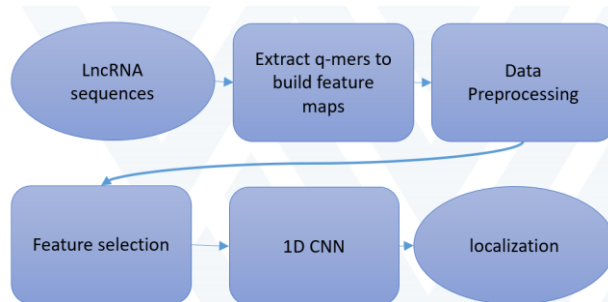 LncRNA
sequences
Extract q-mers to
build feature
maps
Data
Preprocessing
Feature selection
1D CNN
localization